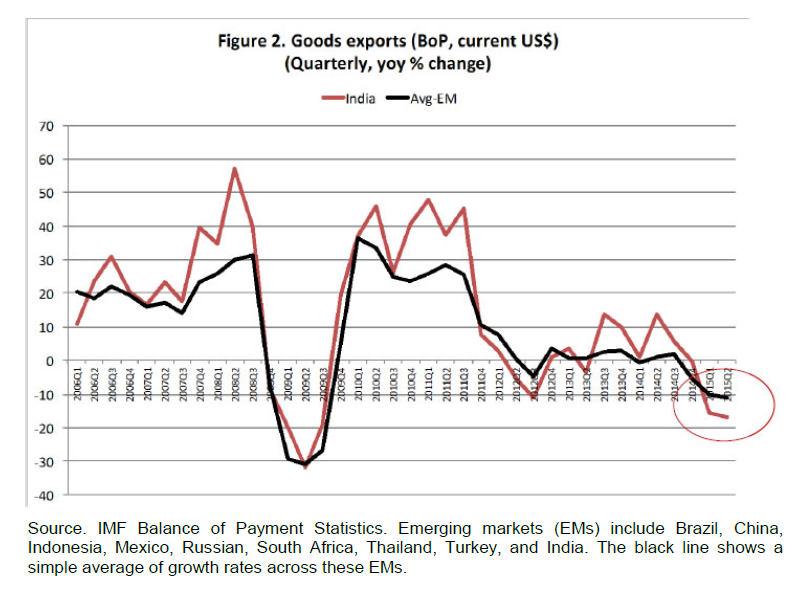 Figure 2. Goods exports (BoP, current US$)
(Quarterly, yoy % change)
India Avg-EM
70
60
50
40
30
20
10
0
-10
-20
-30
-40
2006Q1
2006Q2
2006Q3
2006Q4
2007Q1
2007Q2
2007Q3
2007Q4
2008Q1
2008Q2
2008Q3
2009Q1
2009Q2
2009Q4
2010Q1
2010Q2
2010Q3
2010Q4
2011Q1
2011Q2
2011Q3
2011Q4
2012Q1
2012Q2
2012Q4
2013Q1
2013Q2
2013Q3
2013Q4
2014Q1
2014Q2
2014Q3
2015Q1
2015Q2
Source. IMF Balance of Payment Statistics. Emerging markets (EMs) include Brazil, China,
Indonesia, Mexico, Russian, South Africa, Thailand, Turkey, and India. The black line shows a
simple average of growth rates across these EMs.